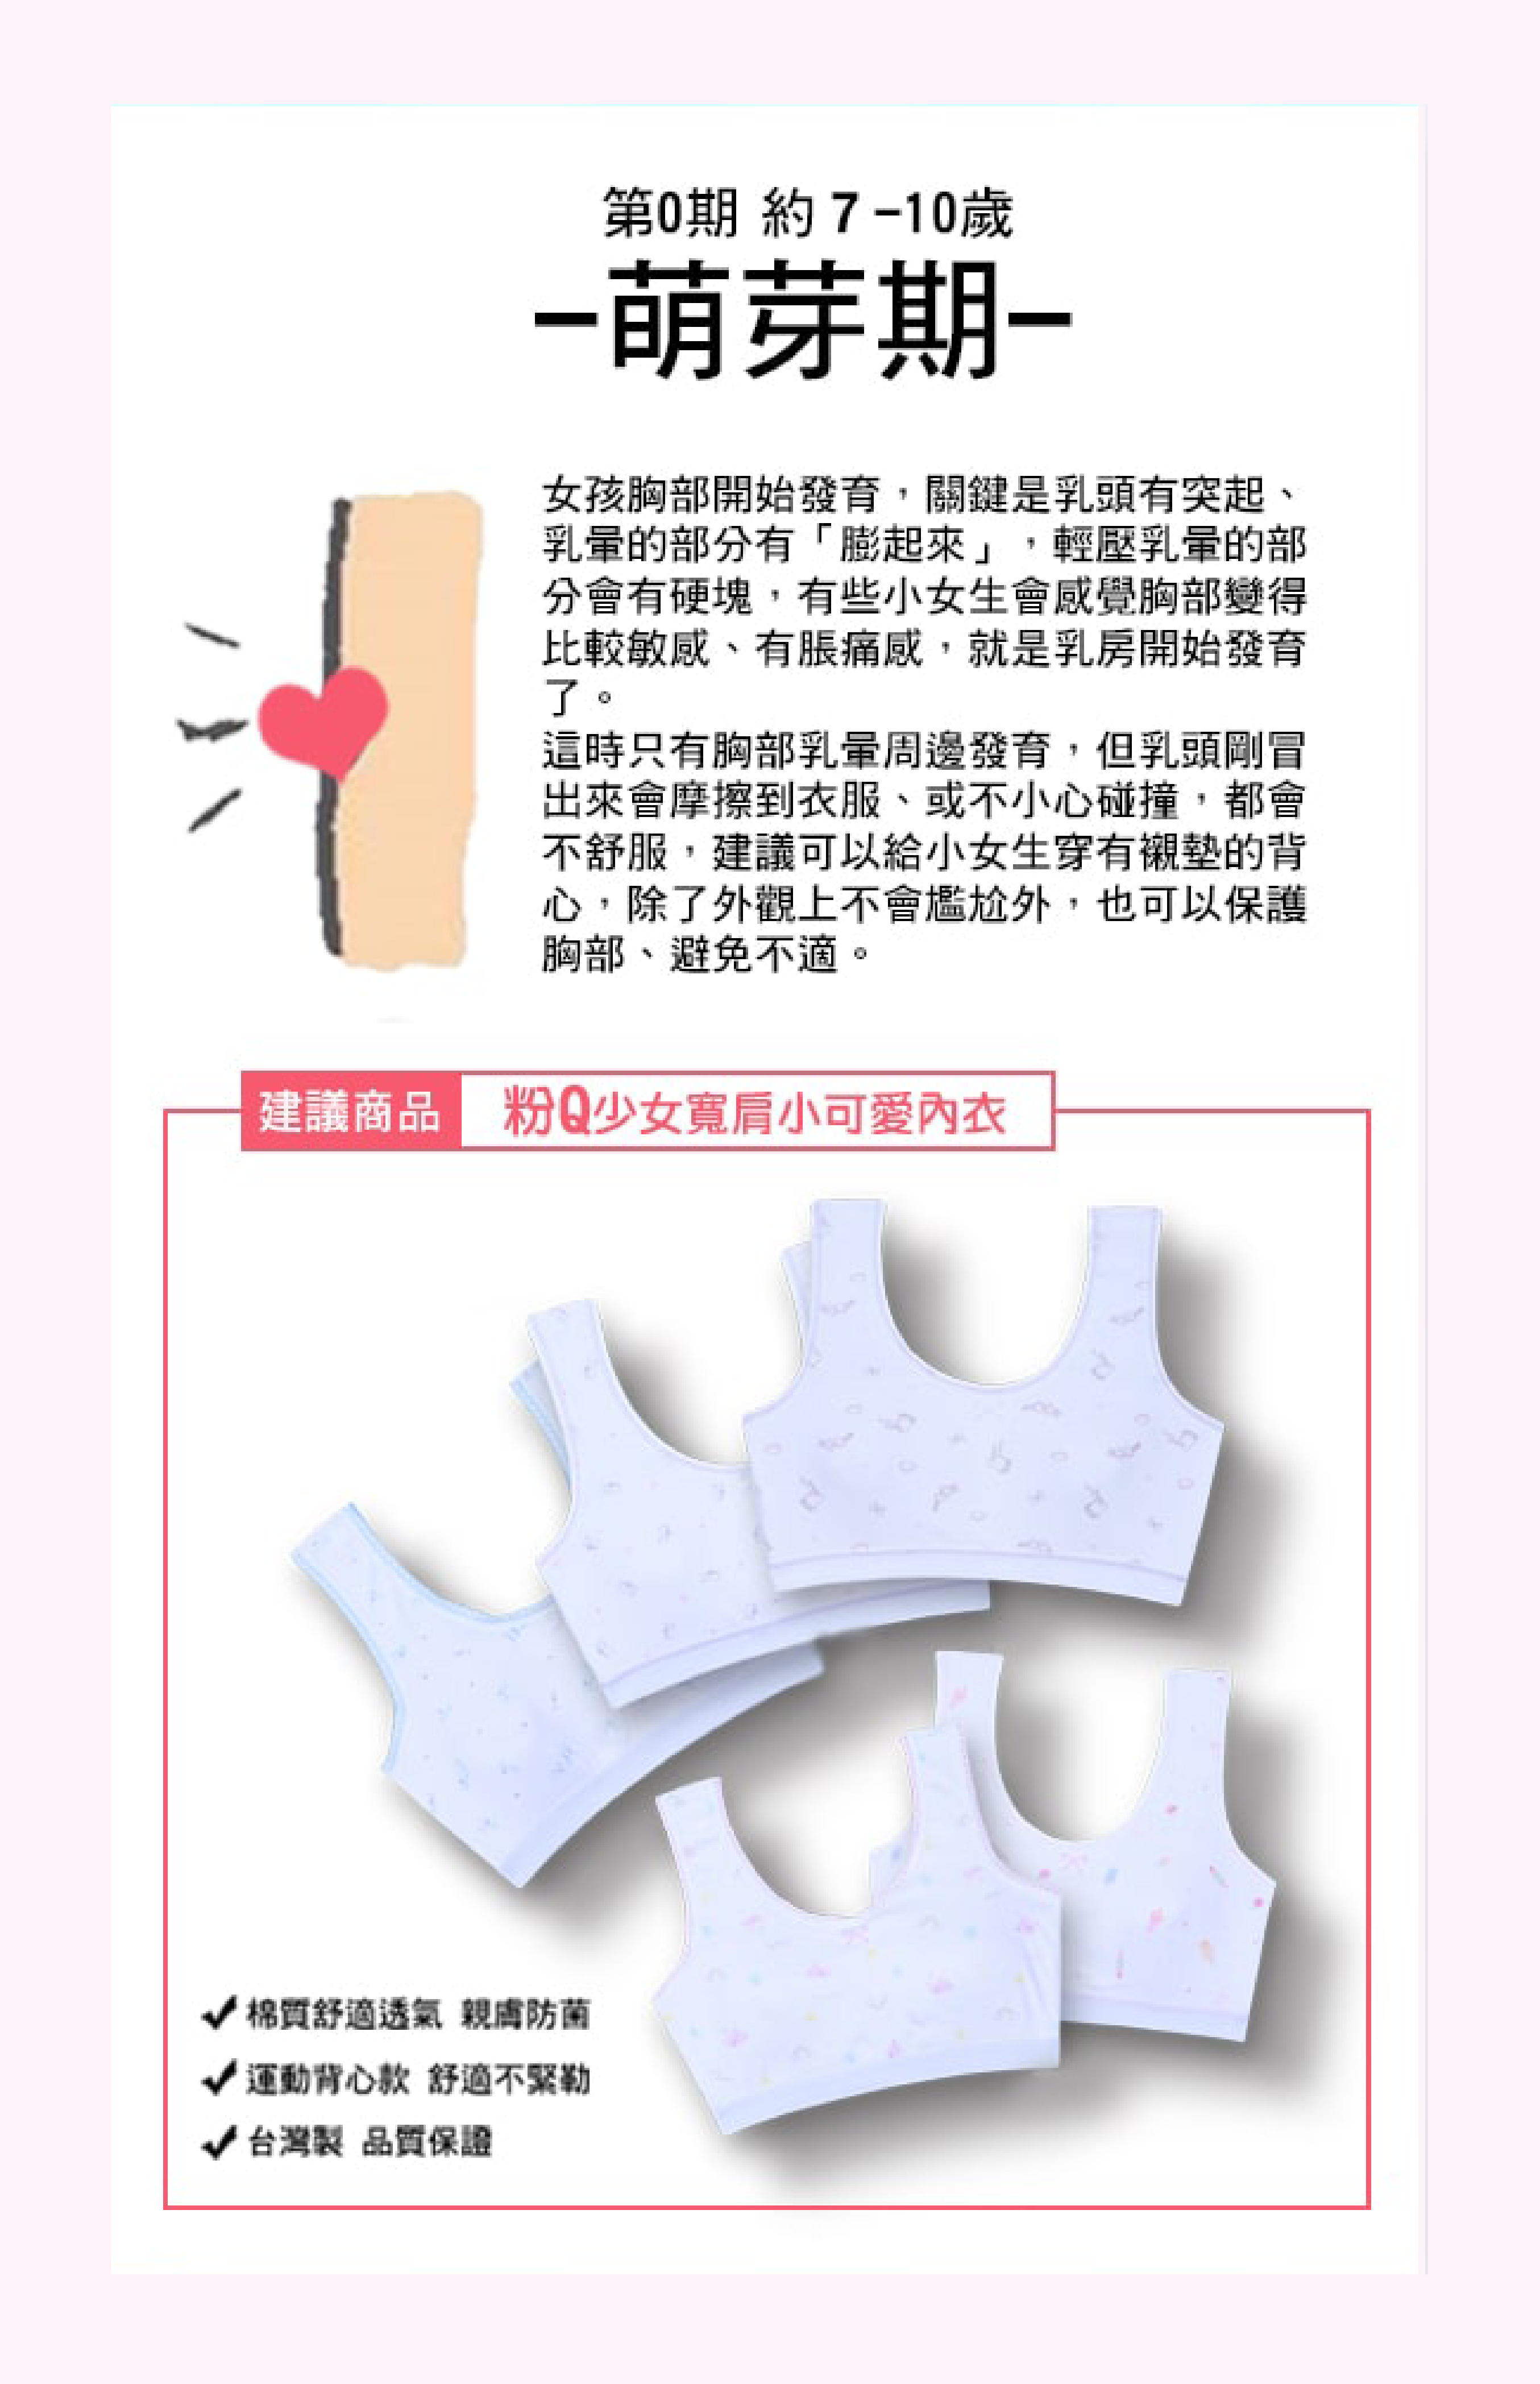 第0期 約 7-10歲
-萌芽期-
女孩胸部開始發育，關鍵是乳頭有突起、
乳暈的部分有「膨起來」，輕壓乳暈的部
分會有硬塊，有些小女生會感覺胸部變得
比較敏感、有脹痛感，就是乳房開始發育
了。
這時只有胸部乳暈周邊發育，但乳頭剛冒
出來會摩擦到衣服、或不小心碰撞，都會
不舒服，建議可以給小女生穿有襯墊的背
心，除了外觀上不會尷尬外，也可以保護
胸部、避免不適。
建議商品 粉Q少女寬肩小可愛內衣
✓棉質舒適透氣 親膚防菌
✓運動背心款 舒適不緊勒
✓台灣製 品質保證